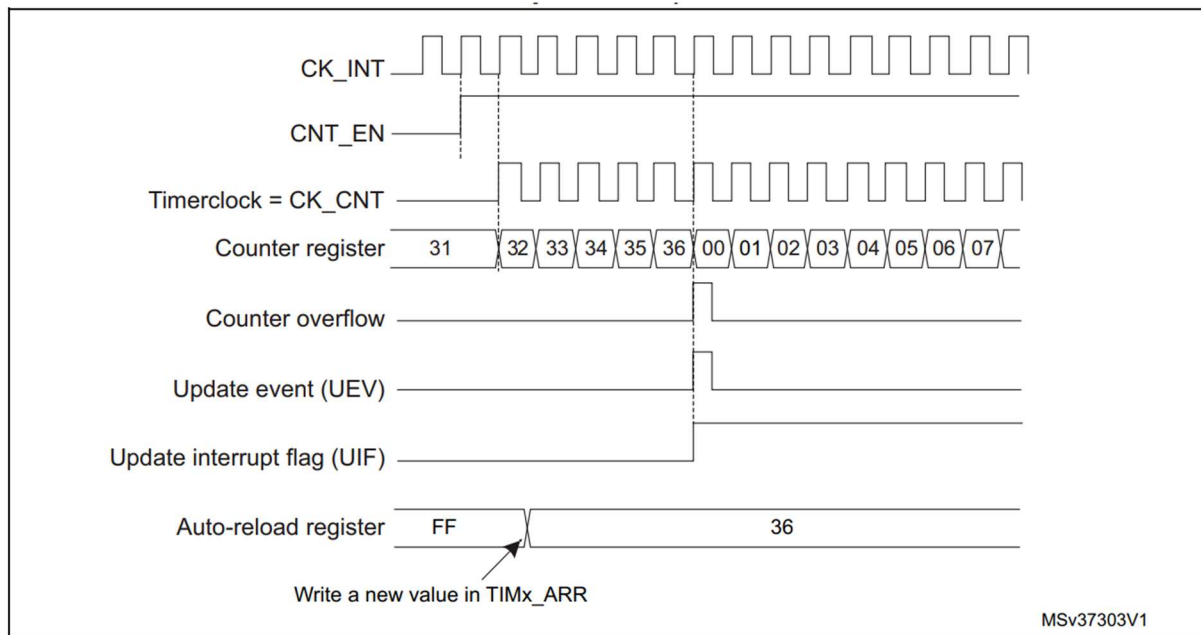 CK_INT
CNT_EN
Timerclock = CK_CNT
Counter register 31 32 33 34 35 36 00 01 02 03 04 05 06 07
Counter overflow
Update event (UEV)
Update interrupt flag (UIF)
Auto-reload register FF 36
Write a new value in TIMx_ARR
MSv37303V1